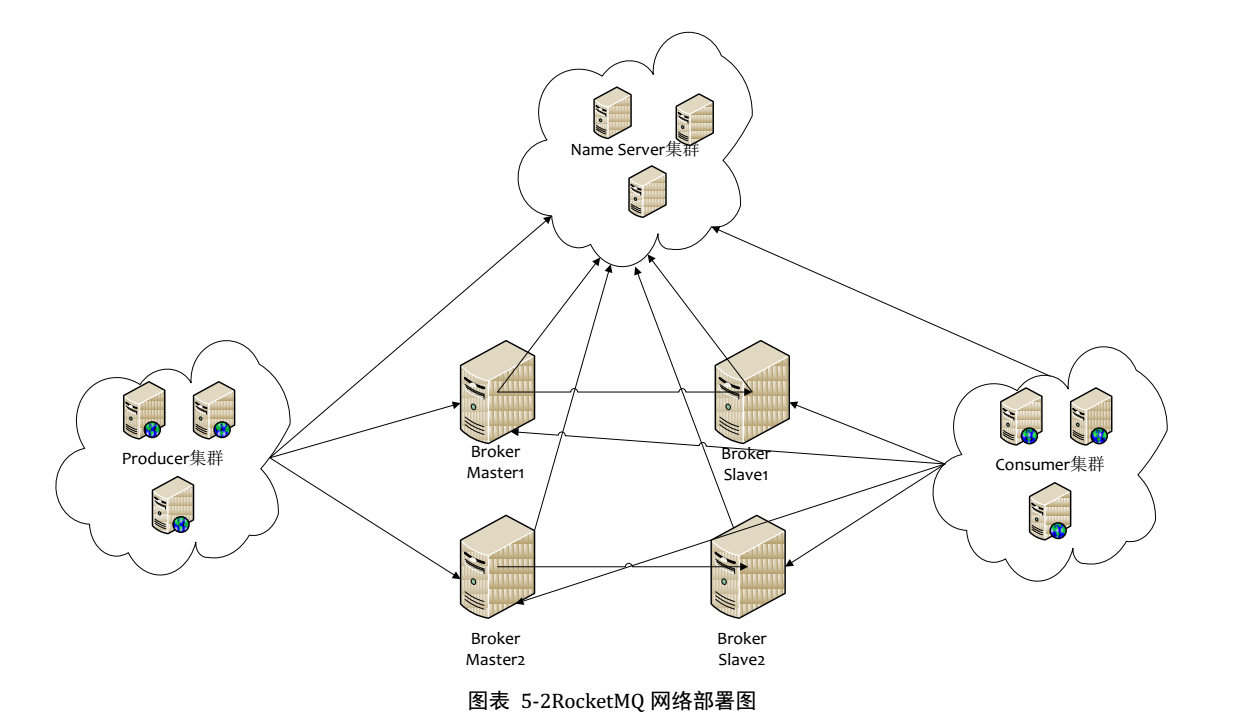 Name Server集群
Producer集群
Broker
Master1
Broker
Slave1
Consumer集群
Broker
Master2
Broker
Slave2
图表 5-2RocketMQ 网络部署图